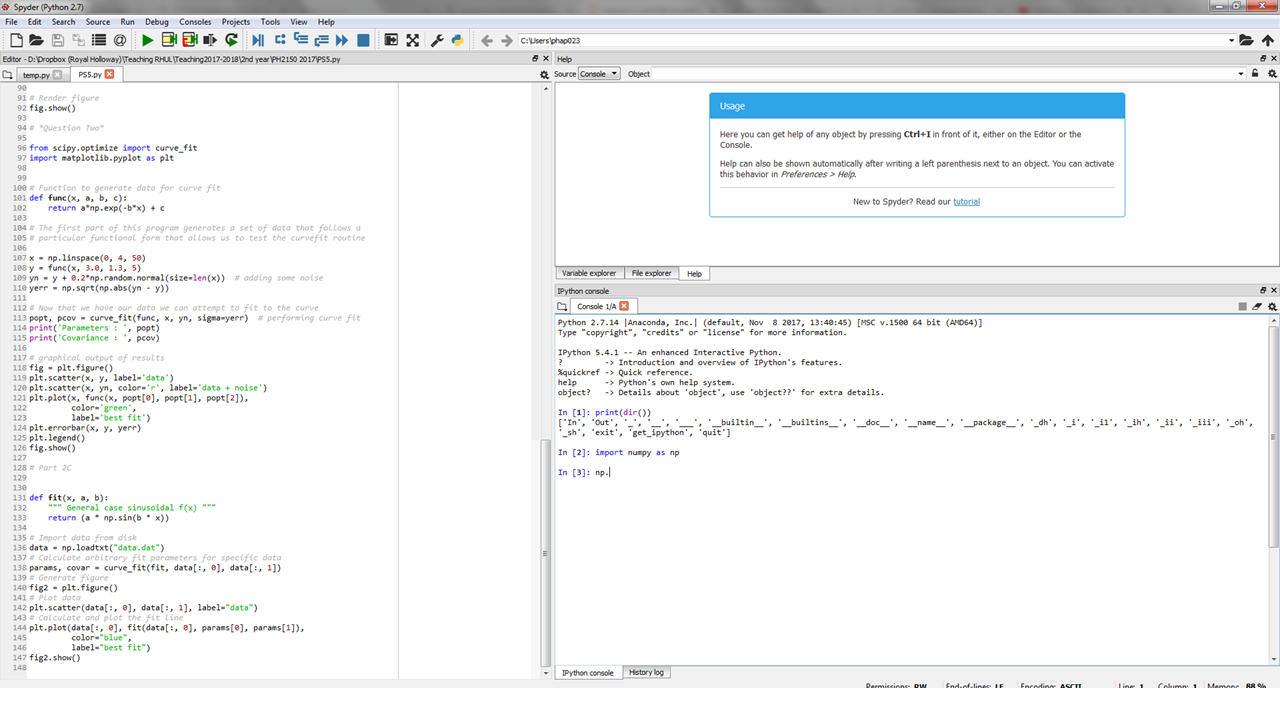 Spyder (Python 2.7)
File Edit Search Source Run Debug Consoles Projects Tools View Help
C:\Users\phap023
Editor - D:\Dropbox (Royal Holloway)\Teaching RHUL\Teaching2017-2018\2nd year\PH2150 2017\PS5.py
temp.py PS5.py
90
91 # Render figure
92 fig.show()
93
94 # *Question Two*
95
96 from scipy.optimize import curve_fit
97 import matplotlib.pyplot as plt
98
99
100 # Function to generate data for curve fit
101 def func(x, a, b, c):
102     return a*np.exp(-b*x) + c
103
104 # The first part of this program generates a set of data that follows a
105 # particular functional form that allows us to test the curvefit routine
106
107 x = np.linspace(0, 4, 50)
108 y = func(x, 3.0, 1.3, 5)
109 yn = y + 0.2*np.random.normal(size=len(x))  # adding some noise
110 yerr = np.sqrt(np.abs(yn - y))
111
112 # Now that we have our data we can attempt to fit to the curve
113 popt, pcov = curve_fit(func, x, yn, sigma=yerr)  # performing curve fit
114 print('Parameters : ', popt)
115 print('Covariance : ', pcov)
116
117 # graphical output of results
118 fig = plt.figure()
119 plt.scatter(x, y, label='data')
120 plt.scatter(x, yn, color='r', label='data + noise')
121 plt.plot(x, func(x, popt[0], popt[1], popt[2]),
122          color='green',
123          label='best fit')
124 plt.errorbar(x, y, yerr)
125 plt.legend()
126 fig.show()
127
128 # Part 2C
129
130
131 def fit(x, a, b):
132     """ General case sinusoidal f(x) """
133     return (a * np.sin(b * x))
134
135 # Import data from disk
136 data = np.loadtxt("data.dat")
137 # Calculate arbitrary fit parameters for specific data
138 params, covar = curve_fit(fit, data[:, 0], data[:, 1])
139 # Generate figure
140 fig2 = plt.figure()
141 # Plot data
142 plt.scatter(data[:, 0], data[:, 1], label="data")
143 # Calculate and plot the fit line
144 plt.plot(data[:, 0], fit(data[:, 0], params[0], params[1]),
145          color="blue",
146          label="best fit")
147 fig2.show()
148
Help
Source Console Object
Usage
Here you can get help of any object by pressing Ctrl+I in front of it, either on the Editor or the
Console.
Help can also be shown automatically after writing a left parenthesis next to an object. You can activate
this behavior in Preferences > Help.
New to Spyder? Read our tutorial
Variable explorer File explorer Help
IPython console
Console 1/A
Python 2.7.14 |Anaconda, Inc.| (default, Nov  8 2017, 13:40:45) [MSC v.1500 64 bit (AMD64)]
Type "copyright", "credits" or "license" for more information.
IPython 5.4.1 -- An enhanced Interactive Python.
?         -> Introduction and overview of IPython's features.
%quickref -> Quick reference.
help      -> Python's own help system.
object?   -> Details about 'object', use 'object??' for extra details.
In [1]: print(dir())
['In', 'Out', '_', '__', '___', '__builtin__', '__builtins__', '__doc__', '__name__', '__package__', '_dh', '_i', '_i1', '_ih', '_ii', '_iii', '_oh',
'_sh', 'exit', 'get_ipython', 'quit']
In [2]: import numpy as np
In [3]: np.
IPython console History log
Permissions: RW End-of-lines: LF Encoding: ASCII Line: 1 Column: 1 Memory: 88 %